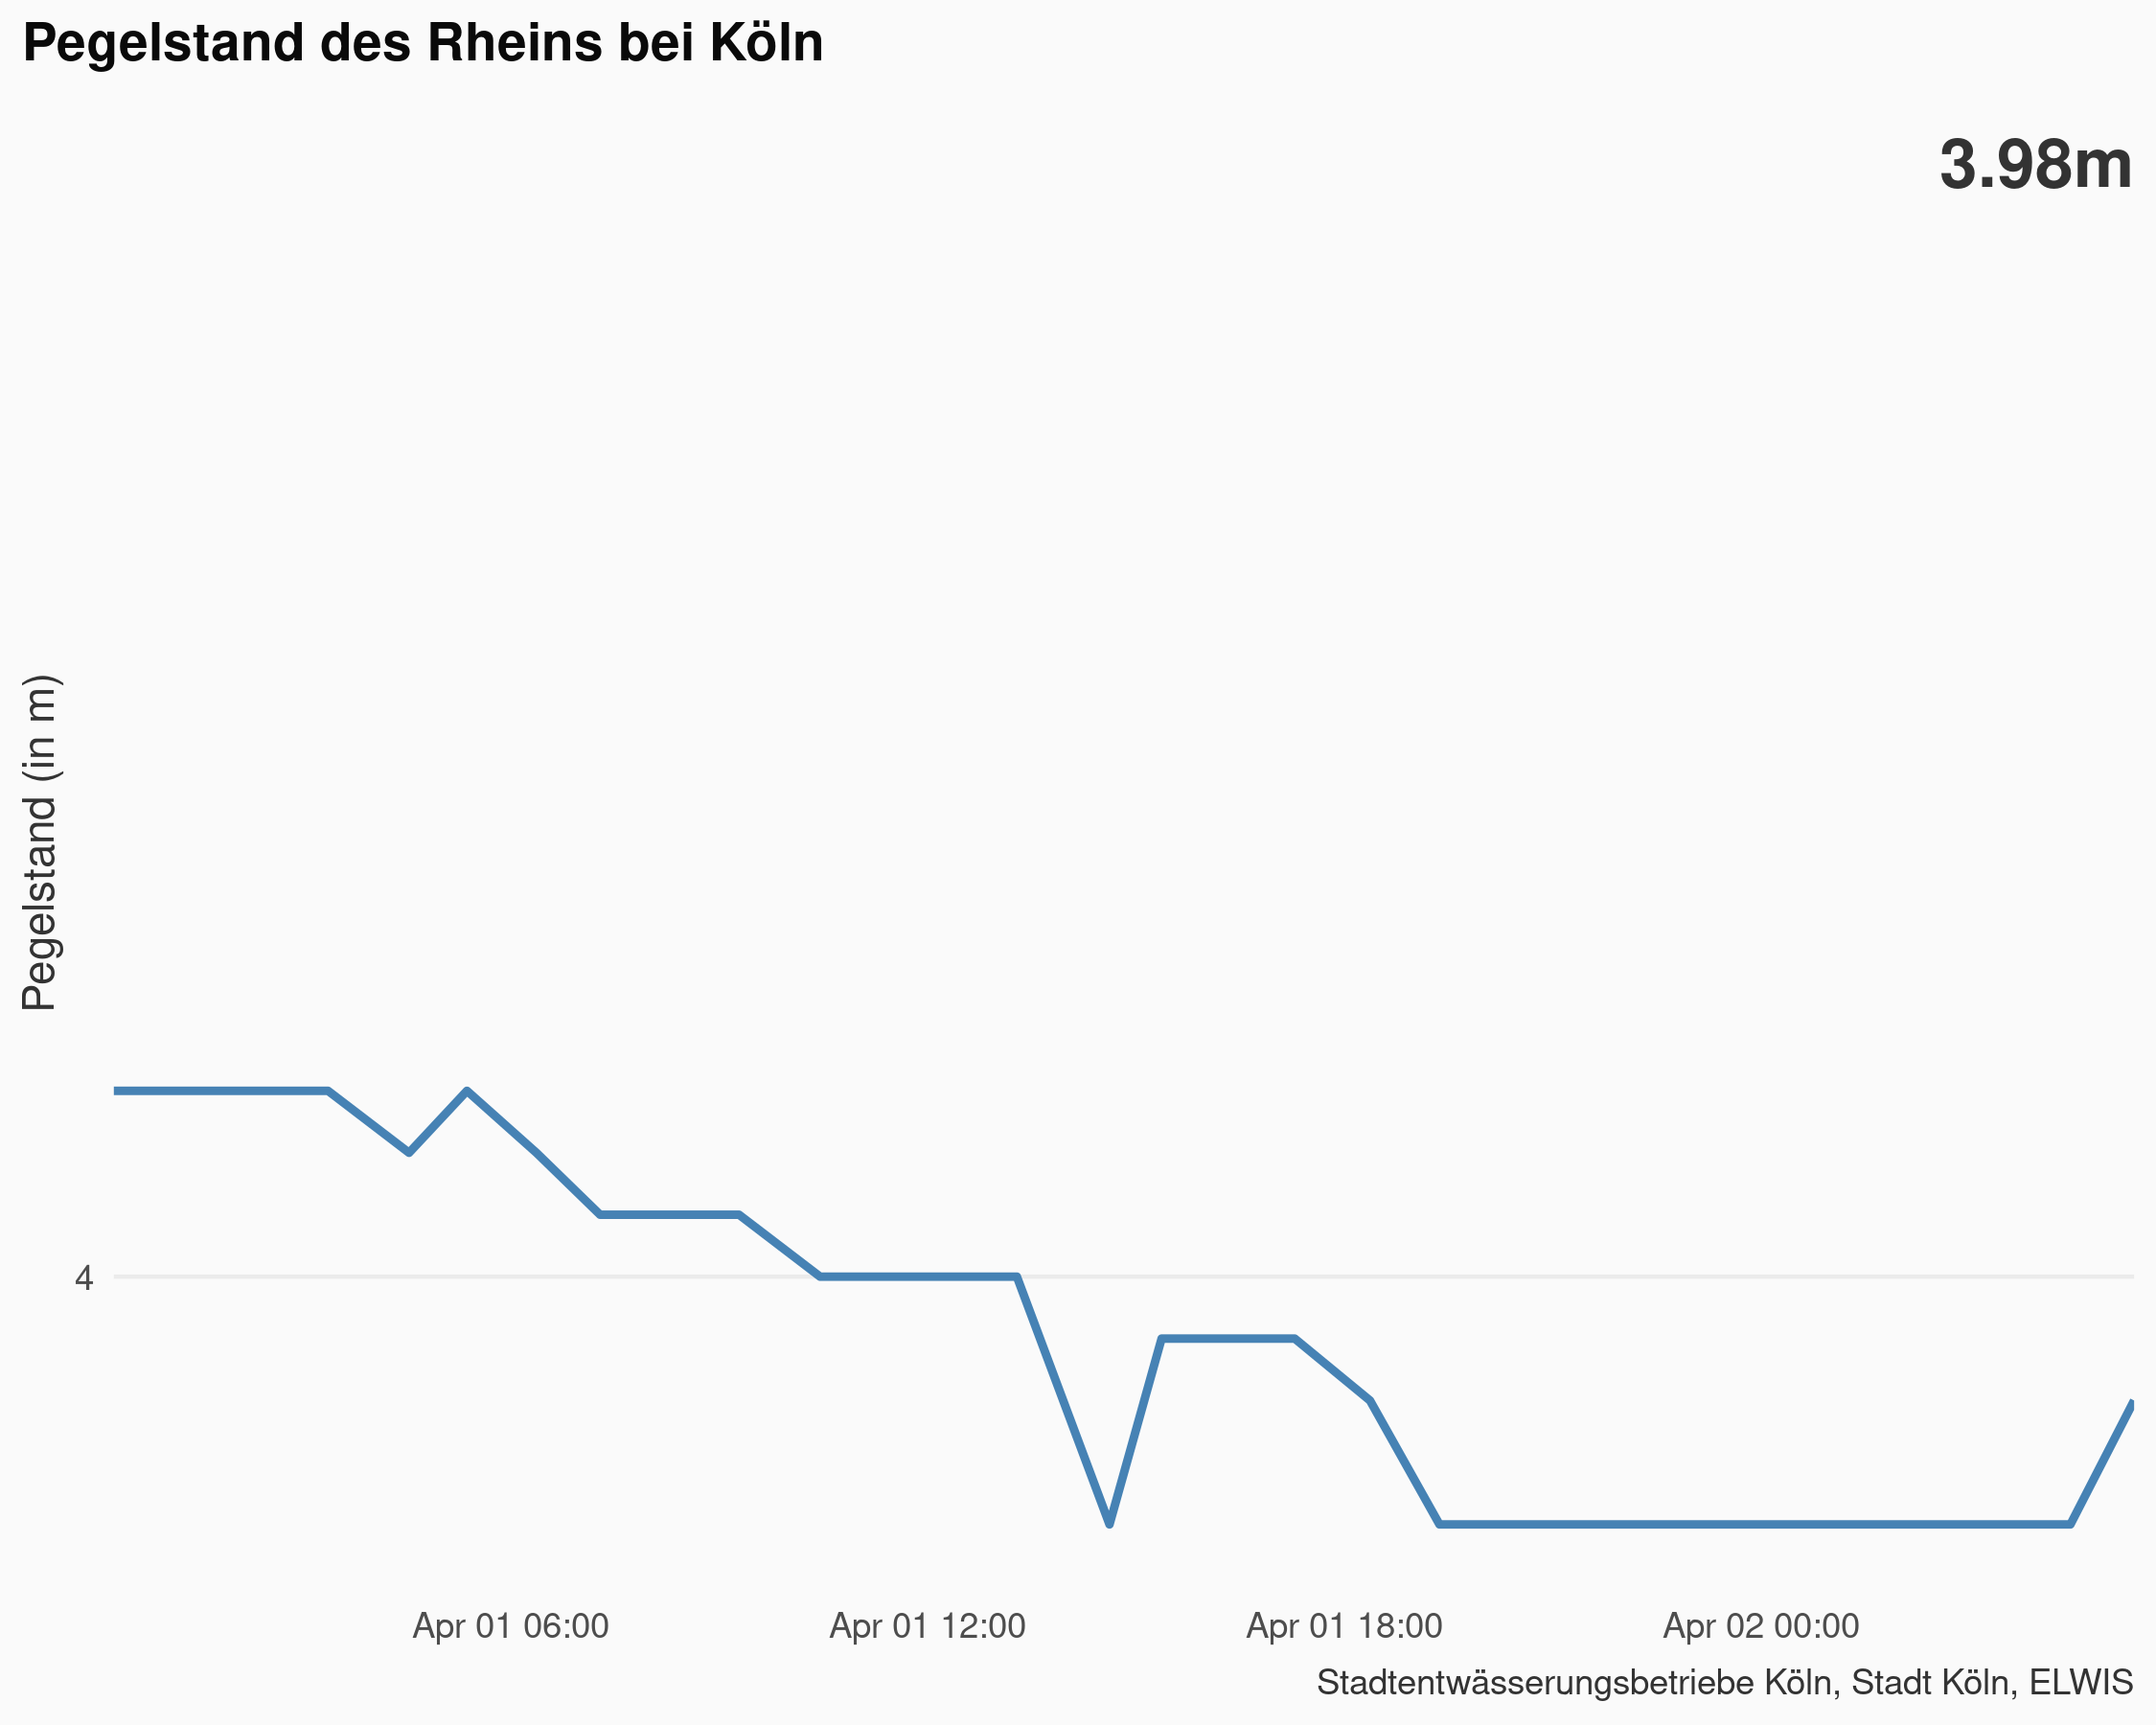 Pegelstand des Rheins bei Köln
3.98m
Pegelstand (in m)
4
Apr 01 06:00
Apr 01 12:00
Apr 01 18:00
Apr 02 00:00
Stadtentwässerungsbetriebe Köln, Stadt Köln, ELWIS